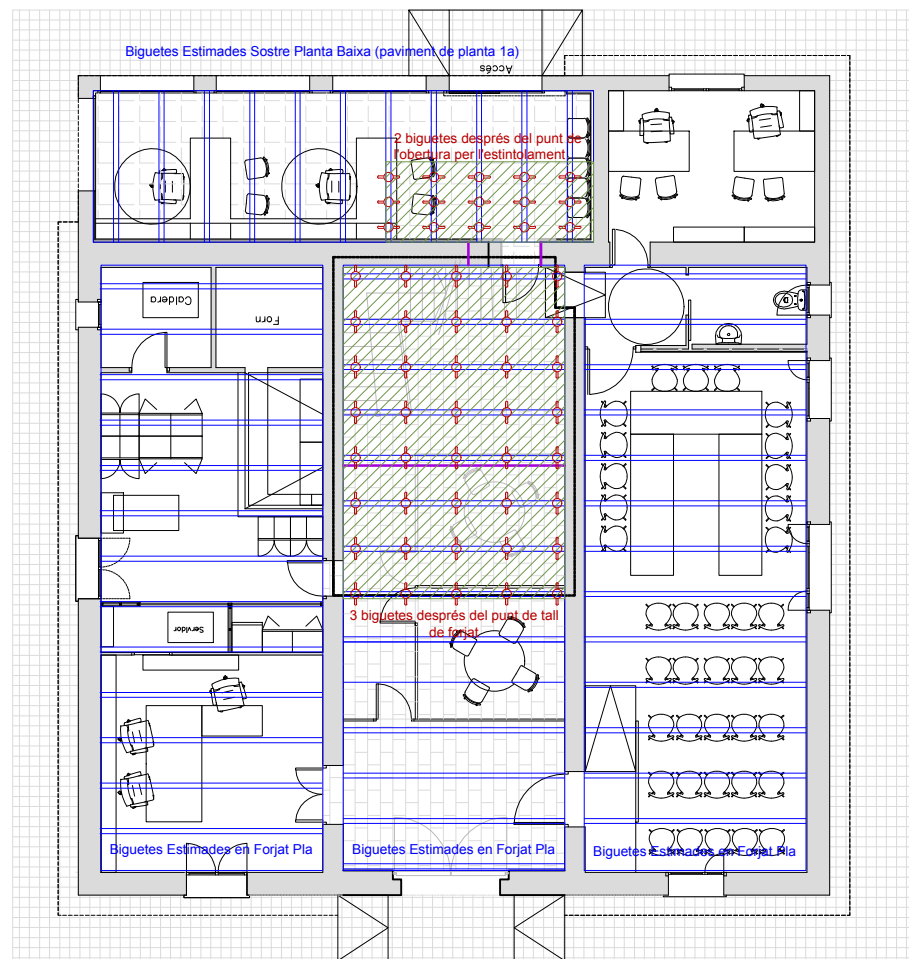 Biguetes Estimades Sostre Planta Baixa (paviment de planta 1a)
Accés
2 biguetes després del punt de
l'obertura per l'estintolament
Caldera
Forn
3 biguetes després del punt de tall
de forjat
Servidor
Biguetes Estimades en Forjat Pla
Biguetes Estimades en Forjat Pla
Biguetes Estimades en Forjat Pla